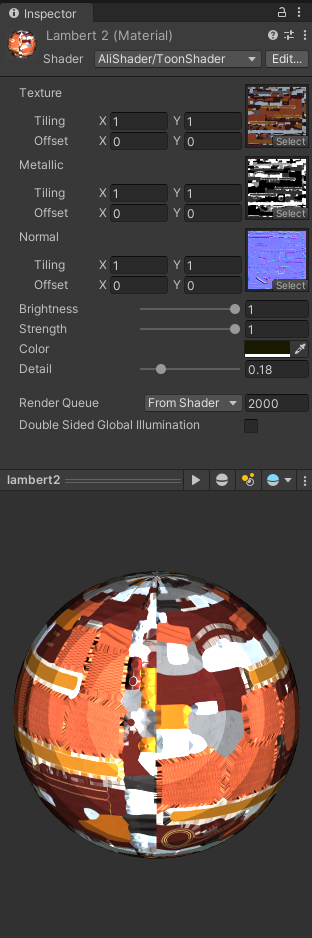 Inspector
Lambert 2 (Material)
Shader AliShader/ToonShader Edit...
Texture
Tiling X 1 Y 1
Offset X 0 Y 0
Select
Metallic
Tiling X 1 Y 1
Offset X 0 Y 0
Select
Normal
Tiling X 1 Y 1
Offset X 0 Y 0
Select
Brightness 1
Strength 1
Color
Detail 0.18
Render Queue From Shader 2000
Double Sided Global Illumination
lambert2